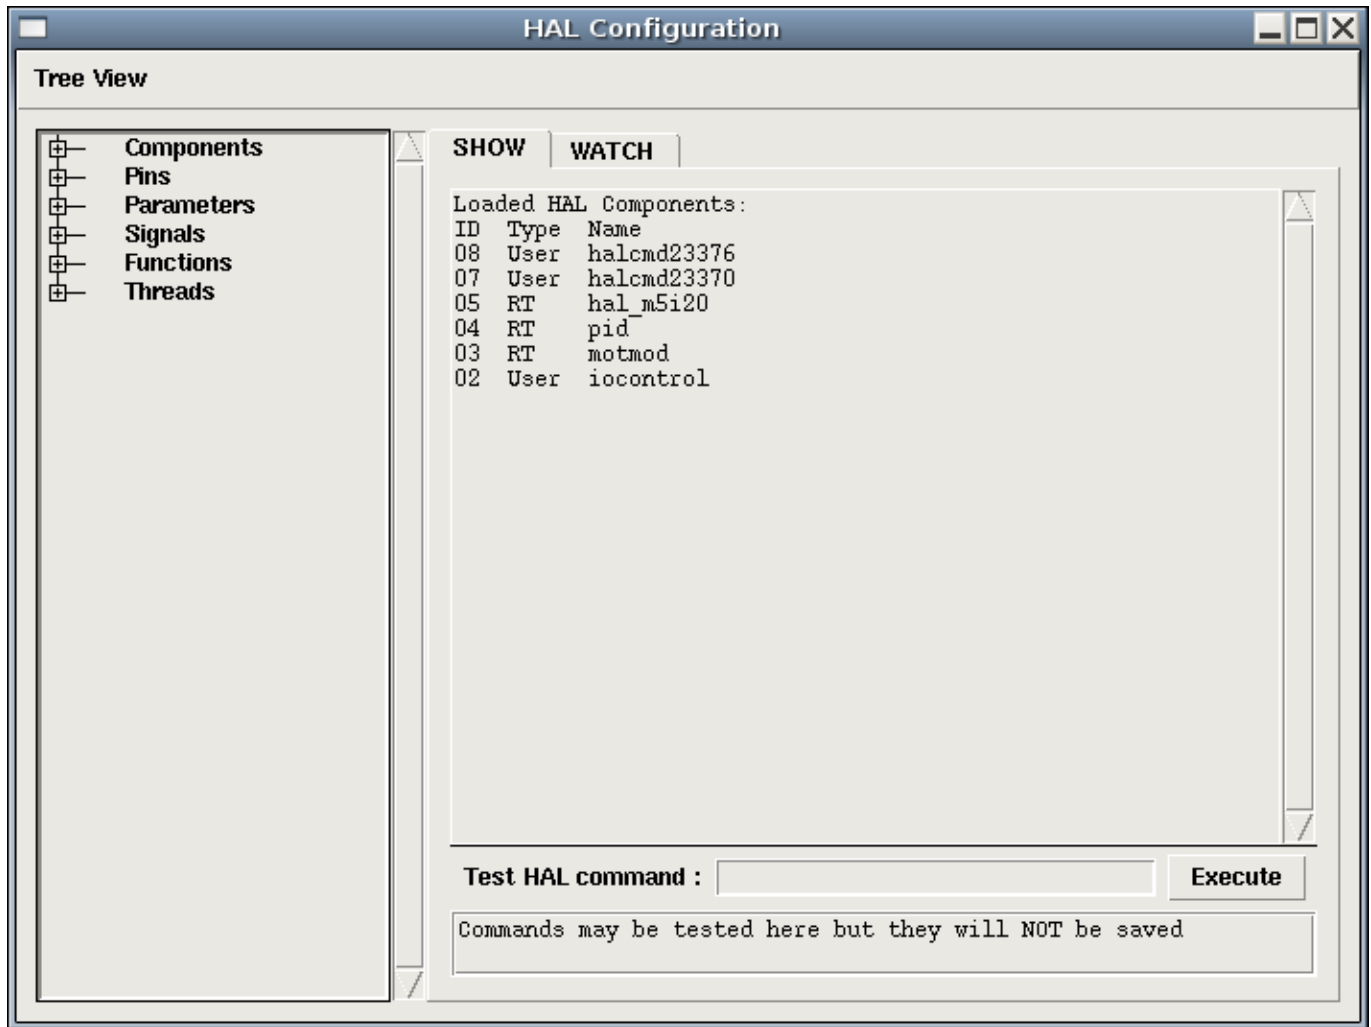 HAL Configuration
Tree View
Components
Pins
Parameters
Signals
Functions
Threads
SHOW WATCH
Loaded HAL Components:
ID Type Name
08 User halcmd23376
07 User halcmd23370
05 RT hal_m5i20
04 RT pid
03 RT motmod
02 User iocontrol
Test HAL command : Execute
Commands may be tested here but they will NOT be saved